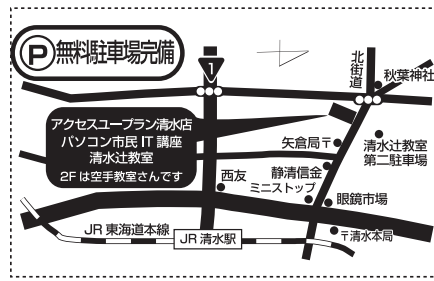 P 無料駐車場完備
1
北街道
秋葉神社
アクセスユープラン清水店
パソコン市民IT講座
清水辻教室
2Fは空手教室さんです
矢倉局〒
清水辻教室
第二駐車場
静清信金
西友
ミニストップ
眼鏡市場
JR 東海道本線
JR 清水駅
〒清水本局